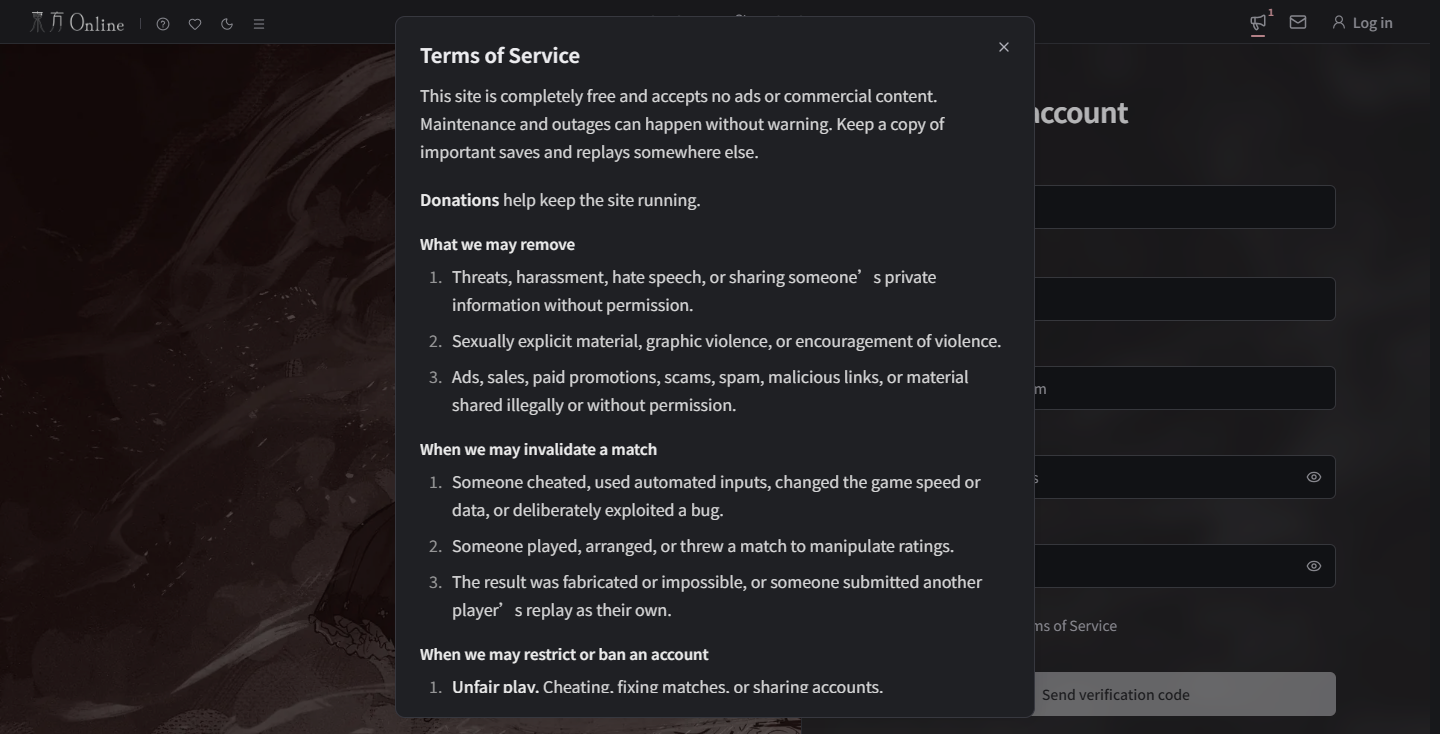 東方Online
1
Log in
Terms of Service
This site is completely free and accepts no ads or commercial content.
Maintenance and outages can happen without warning. Keep a copy of
important saves and replays somewhere else.
Donations help keep the site running.
What we may remove
1. Threats, harassment, hate speech, or sharing someone’s private
information without permission.
2. Sexually explicit material, graphic violence, or encouragement of violence.
3. Ads, sales, paid promotions, scams, spam, malicious links, or material
shared illegally or without permission.
When we may invalidate a match
1. Someone cheated, used automated inputs, changed the game speed or
data, or deliberately exploited a bug.
2. Someone played, arranged, or threw a match to manipulate ratings.
3. The result was fabricated or impossible, or someone submitted another
player’s replay as their own.
When we may restrict or ban an account
1. Unfair play. Cheating, fixing matches, or sharing accounts.
account
m
s
ms of Service
Send verification code